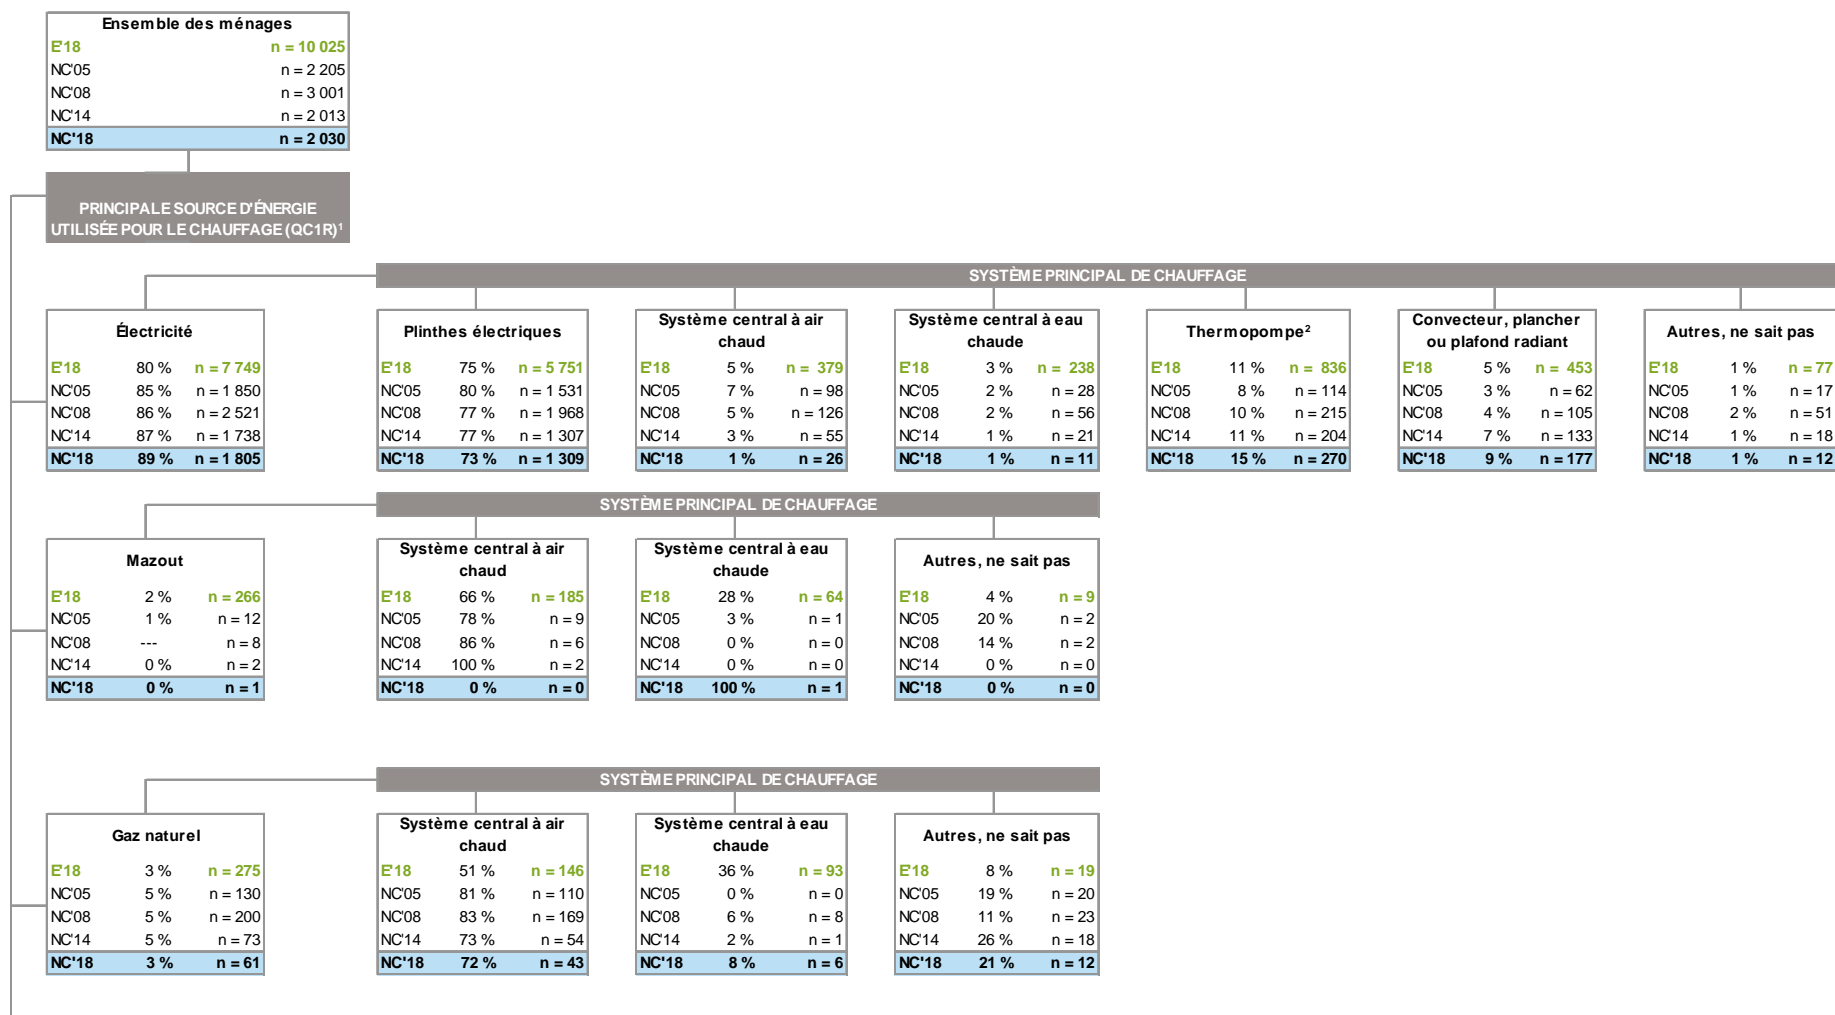 Ensemble des ménages
E'18 n = 10 025
NC'05 n = 2 205
NC'08 n = 3 001
NC'14 n = 2 013
NC'18 n = 2 030
PRINCIPALE SOURCE D'ÉNERGIE
UTILISÉE POUR LE CHAUFFAGE (QC1R)¹
SYSTÈME PRINCIPAL DE CHAUFFAGE
Électricité
E'18 80 % n = 7 749
NC'05 85 % n = 1 850
NC'08 86 % n = 2 521
NC'14 87 % n = 1 738
NC'18 89 % n = 1 805
Plinthes électriques
E'18 75 % n = 5 751
NC'05 80 % n = 1 531
NC'08 77 % n = 1 968
NC'14 77 % n = 1 307
NC'18 73 % n = 1 309
Système central à air
chaud
E'18 5 % n = 379
NC'05 7 % n = 98
NC'08 5 % n = 126
NC'14 3 % n = 55
NC'18 1 % n = 26
Système central à eau
chaude
E'18 3 % n = 238
NC'05 2 % n = 28
NC'08 2 % n = 56
NC'14 1 % n = 21
NC'18 1 % n = 11
Thermopompe²
E'18 11 % n = 836
NC'05 8 % n = 114
NC'08 10 % n = 215
NC'14 11 % n = 204
NC'18 15 % n = 270
Convecteur, plancher
ou plafond radiant
E'18 5 % n = 453
NC'05 3 % n = 62
NC'08 4 % n = 105
NC'14 7 % n = 133
NC'18 9 % n = 177
Autres, ne sait pas
E'18 1 % n = 77
NC'05 1 % n = 17
NC'08 2 % n = 51
NC'14 1 % n = 18
NC'18 1 % n = 12
SYSTÈME PRINCIPAL DE CHAUFFAGE
Mazout
E'18 2 % n = 266
NC'05 1 % n = 12
NC'08 --- n = 8
NC'14 0 % n = 2
NC'18 0 % n = 1
Système central à air
chaud
E'18 66 % n = 185
NC'05 78 % n = 9
NC'08 86 % n = 6
NC'14 100 % n = 2
NC'18 0 % n = 0
Système central à eau
chaude
E'18 28 % n = 64
NC'05 3 % n = 1
NC'08 0 % n = 0
NC'14 0 % n = 0
NC'18 100 % n = 1
Autres, ne sait pas
E'18 4 % n = 9
NC'05 20 % n = 2
NC'08 14 % n = 2
NC'14 0 % n = 0
NC'18 0 % n = 0
SYSTÈME PRINCIPAL DE CHAUFFAGE
Gaz naturel
E'18 3 % n = 275
NC'05 5 % n = 130
NC'08 5 % n = 200
NC'14 5 % n = 73
NC'18 3 % n = 61
Système central à air
chaud
E'18 51 % n = 146
NC'05 81 % n = 110
NC'08 83 % n = 169
NC'14 73 % n = 54
NC'18 72 % n = 43
Système central à eau
chaude
E'18 36 % n = 93
NC'05 0 % n = 0
NC'08 6 % n = 8
NC'14 2 % n = 1
NC'18 8 % n = 6
Autres, ne sait pas
E'18 8 % n = 19
NC'05 19 % n = 20
NC'08 11 % n = 23
NC'14 26 % n = 18
NC'18 21 % n = 12